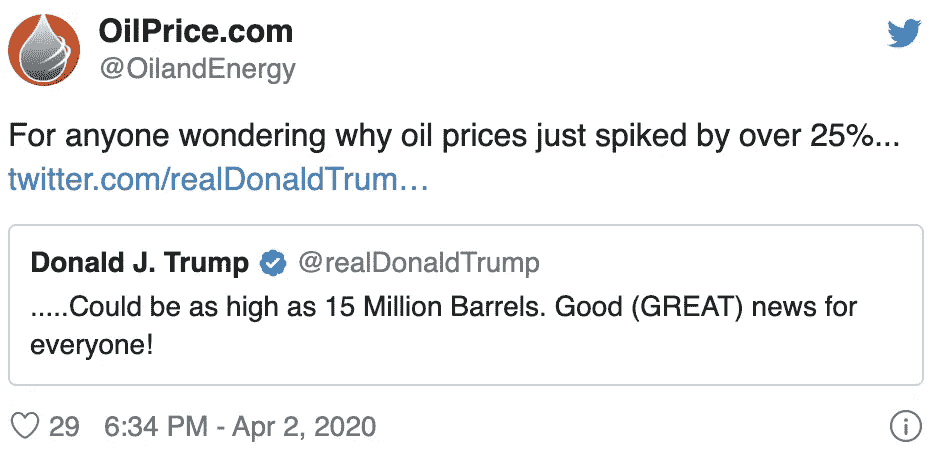 OilPrice.com
@OilandEnergy
For anyone wondering why oil prices just spiked by over 25%...
twitter.com/realDonaldTrum…
Donald J. Trump @realDonaldTrump
.....Could be as high as 15 Million Barrels. Good (GREAT) news for
everyone!
29 6:34 PM - Apr 2, 2020